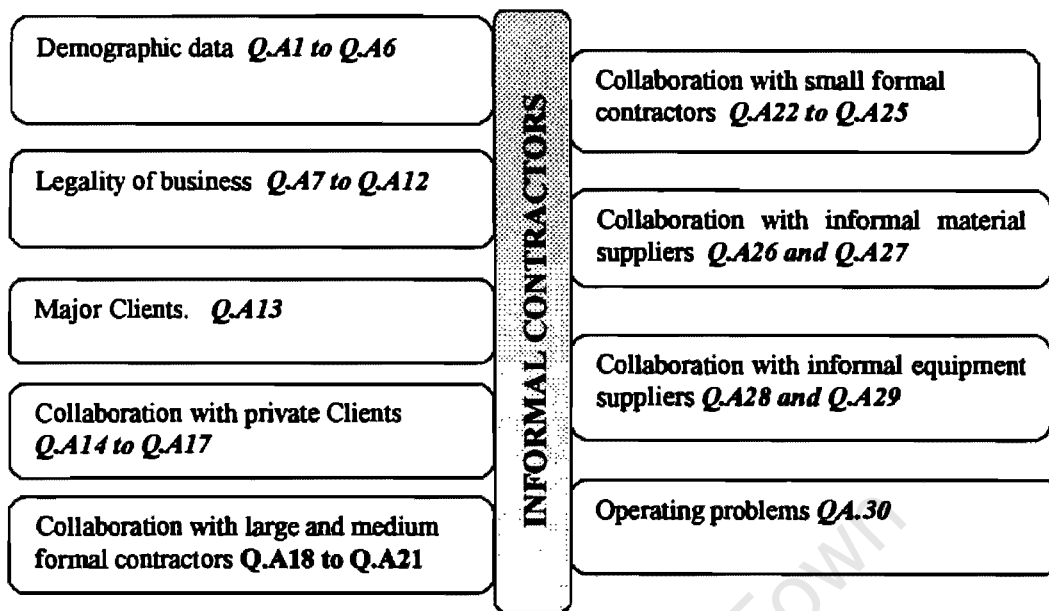 Demographic data Q.A1 to Q.A6
Legality of business Q.A7 to Q.A12
Major Clients. Q.A13
Collaboration with private Clients
Q.A14 to Q.A17
Collaboration with large and medium
formal contractors Q.A18 to Q.A21
INFORMAL CONTRACTORS
Collaboration with small formal
contractors Q.A22 to Q.A25
Collaboration with informal material
suppliers Q.A26 and Q.A27
Collaboration with informal equipment
suppliers Q.A28 and Q.A29
Operating problems QA.30
Town